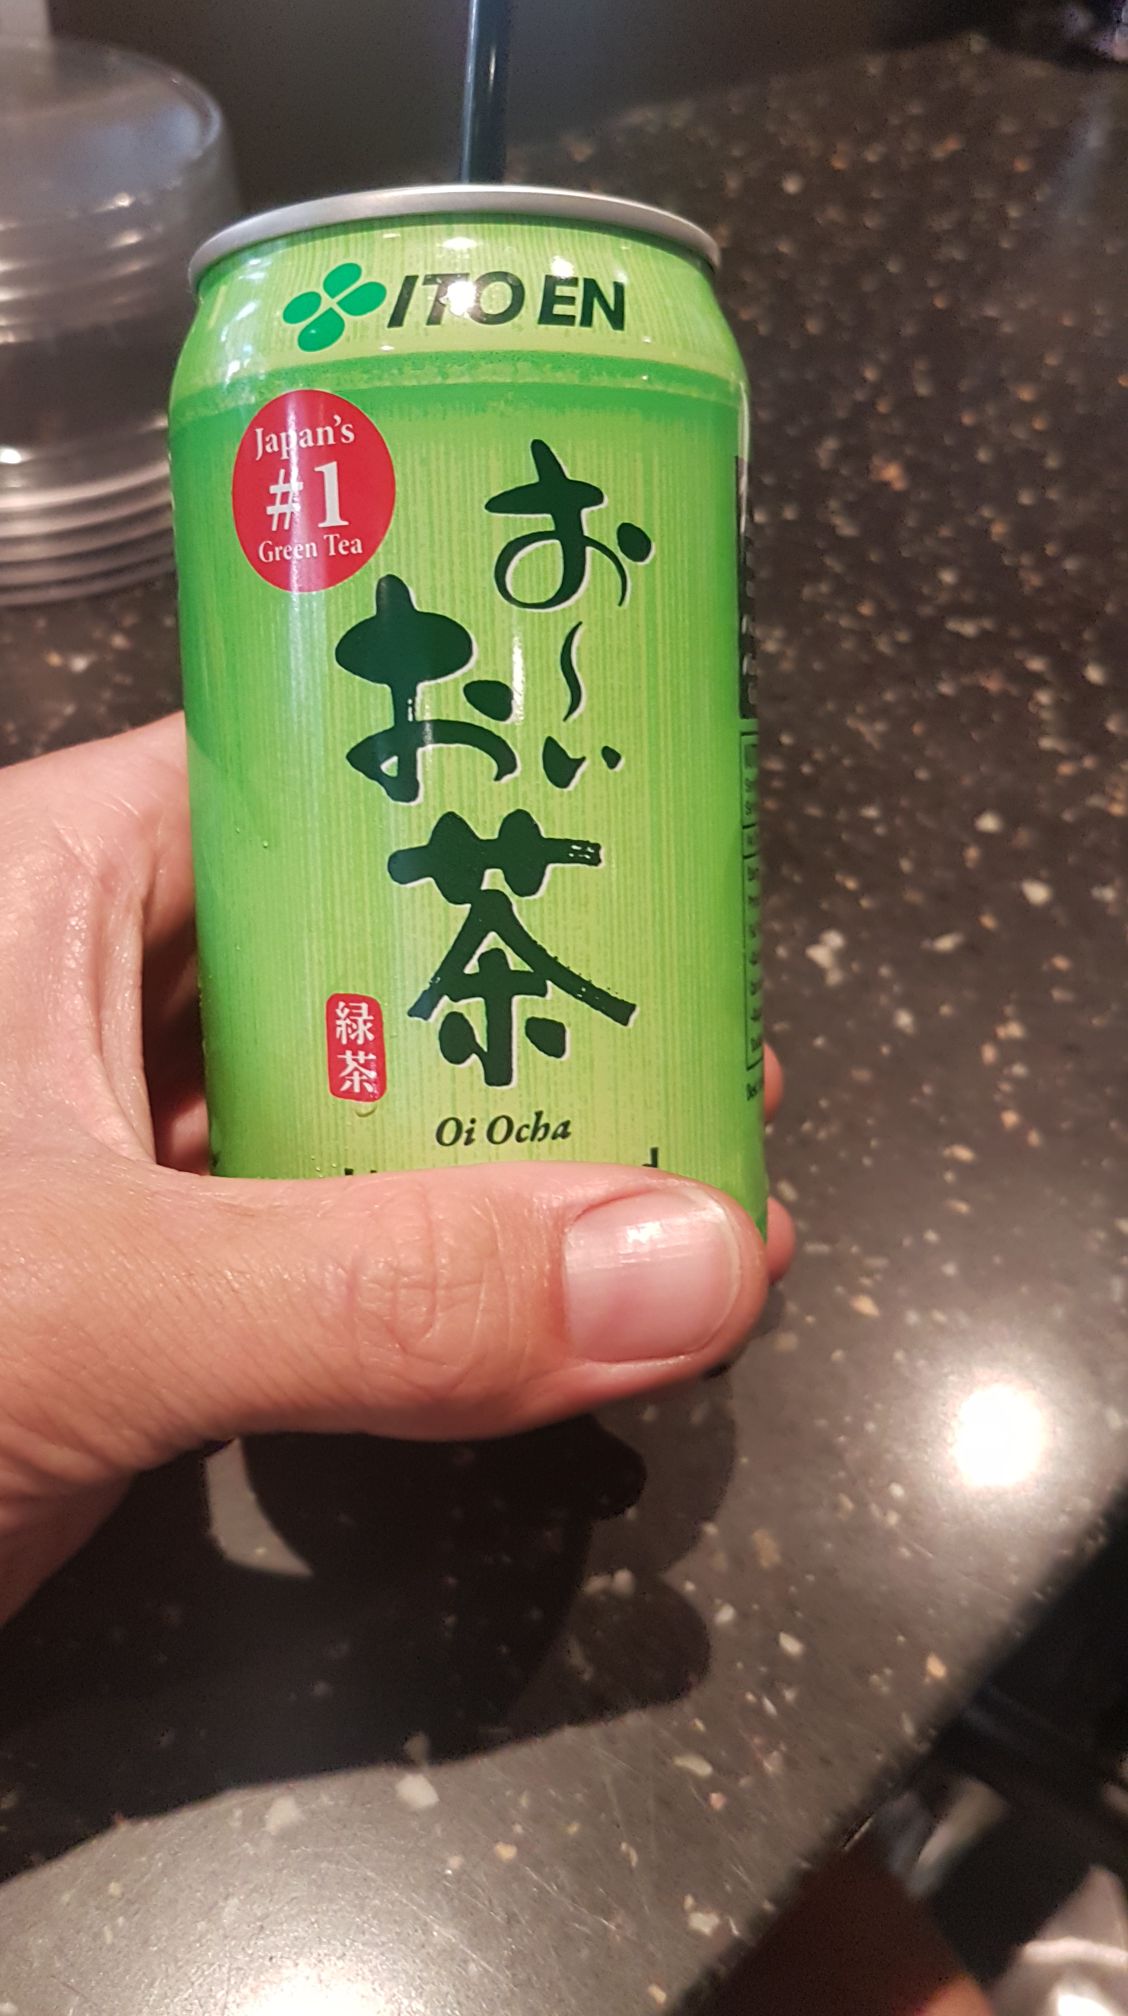 ITO EN
Japan's
#1
Green Tea
お〜い
お茶
緑茶
Oi Ocha